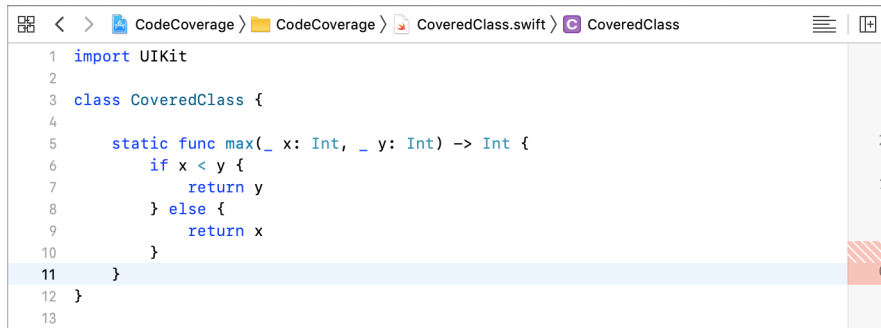 CodeCoverage 〉 CodeCoverage 〉 CoveredClass.swift 〉 C CoveredClass
1 import UIKit
2
3 class CoveredClass {
4
5     static func max(_ x: Int, _ y: Int) -> Int {
6         if x < y {
7             return y
8         } else {
9             return x
10         }
11     }
12 }
13